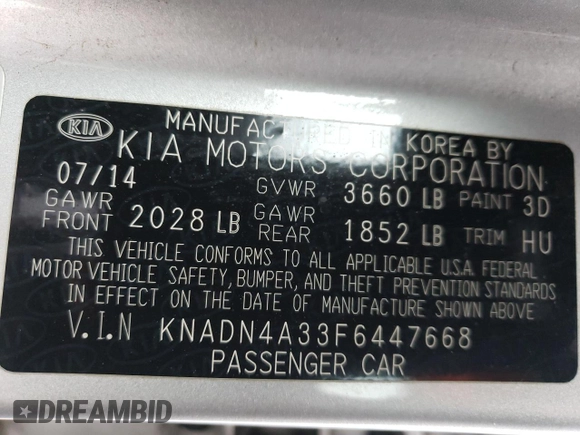 KIA
MANUFACTURED IN KOREA BY
KIA MOTORS CORPORATION
07/14 GVWR 3660 LB PAINT 3D
GAWR FRONT 2028 LB GAWR REAR 1852 LB TRIM HU
THIS VEHICLE CONFORMS TO ALL APPLICABLE U.S.A. FEDERAL
MOTOR VEHICLE SAFETY, BUMPER, AND THEFT PREVENTION STANDARDS
IN EFFECT ON THE DATE OF MANUFACTURE SHOWN ABOVE
V.I.N KNADN4A33F6447668
PASSENGER CAR
DREAMBID